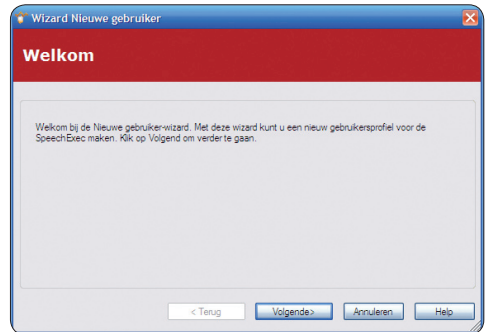 Wizard Nieuwe gebruiker
Welkom
Welkom bij de Nieuwe gebruiker-wizard. Met deze wizard kunt u een nieuw gebruikersprofiel voor de
SpeechExec maken. Klik op Volgend om verder te gaan.
< Terug Volgende> Annuleren Help